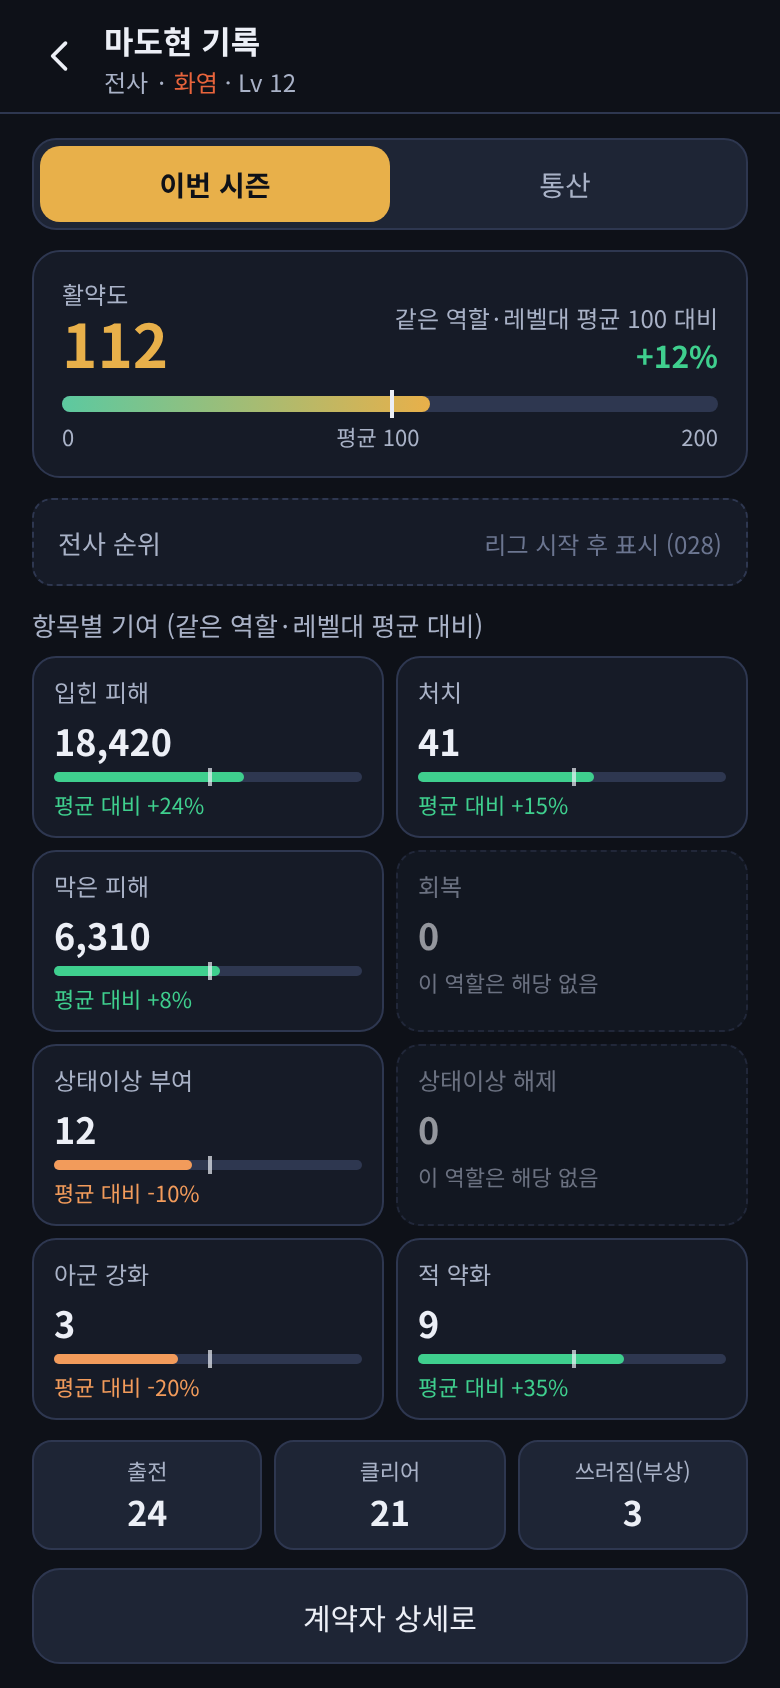 마도현 기록
전사 · 화염 · Lv 12
이번 시즌
통산
활약도
112
같은 역할·레벨대 평균 100 대비
+12%
0
평균 100
200
전사 순위
리그 시작 후 표시 (028)
항목별 기여 (같은 역할·레벨대 평균 대비)
입힌 피해
18,420
평균 대비 +24%
처치
41
평균 대비 +15%
막은 피해
6,310
평균 대비 +8%
회복
0
이 역할은 해당 없음
상태이상 부여
12
평균 대비 -10%
상태이상 해제
0
이 역할은 해당 없음
아군 강화
3
평균 대비 -20%
적 약화
9
평균 대비 +35%
출전
24
클리어
21
쓰러짐(부상)
3
계약자 상세로